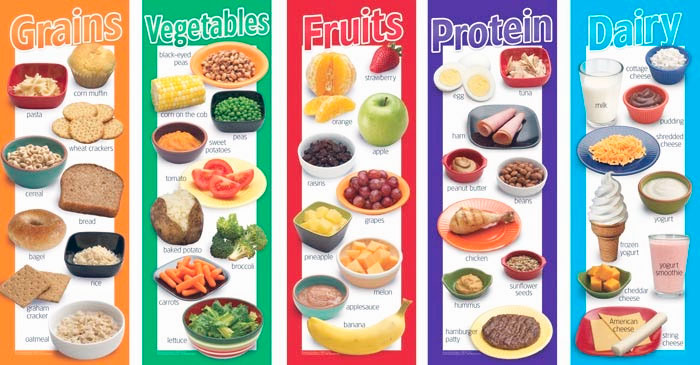 Grains
corn muffin
pasta
wheat crackers
cereal
bread
bagel
rice
graham
cracker
oatmeal
Vegetables
black-eyed
peas
corn on the cob
peas
sweet
potatoes
tomato
baked potato
broccoli
carrots
lettuce
Fruits
strawberry
orange
apple
raisins
grapes
pineapple
melon
applesauce
banana
Protein
egg
tuna
ham
peanut butter
beans
chicken
sunflower
seeds
hummus
hamburger
patty
Dairy
cottage
cheese
milk
pudding
shredded
cheese
yogurt
frozen
yogurt
yogurt
smoothie
cheddar
cheese
American
cheese
string
cheese